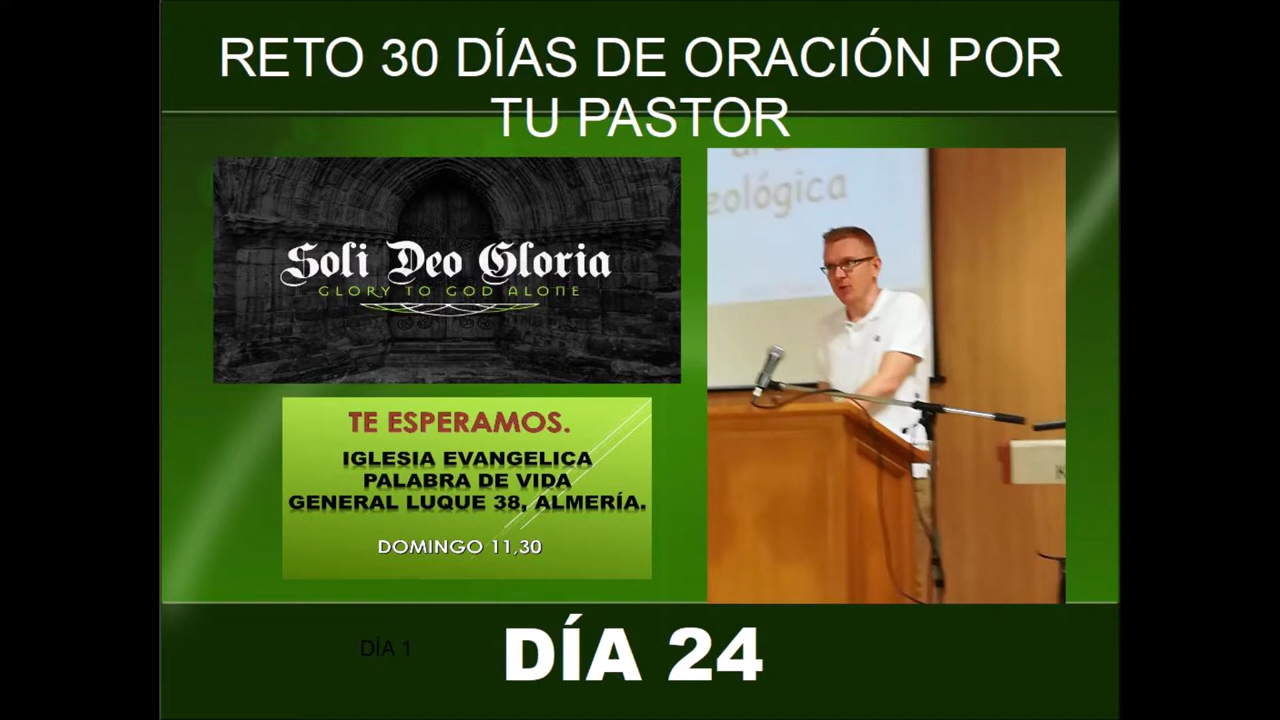 RETO 30 DÍAS DE ORACIÓN POR
TU PASTOR
Soli Deo Gloria
GLORY TO GOD ALONE
eológica
TE ESPERAMOS.
IGLESIA EVANGELICA
PALABRA DE VIDA
GENERAL LUQUE 38, ALMERÍA.
DOMINGO 11,30
DÍA 1
DÍA 24